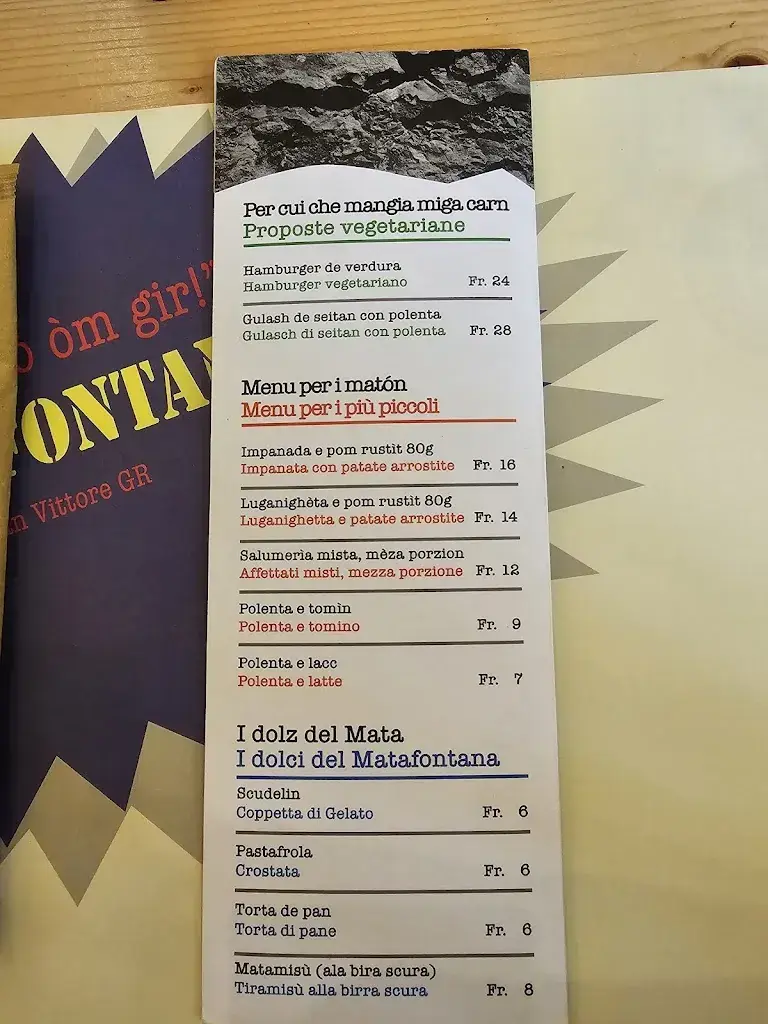 òm gir!"
FONTAN
n Vittore GR
Per cui che mangia miga carn
Proposte vegetariane
Hamburger de verdura
Hamburger vegetariano Fr. 24
Gulash de seitan con polenta
Gulasch di seitan con polenta Fr. 28
Menu per i matón
Menu per i più piccoli
Impanada e pom rustìt 80g
Impanata con patate arrostite Fr. 16
Luganighèta e pom rustìt 80g
Luganighetta e patate arrostite Fr. 14
Salumerìa mista, mèza porzion
Affettati misti, mezza porzione Fr. 12
Polenta e tomìn
Polenta e tomino Fr. 9
Polenta e lacc
Polenta e latte Fr. 7
I dolz del Mata
I dolci del Matafontana
Scudelin
Coppetta di Gelato Fr. 6
Pastafrola
Crostata Fr. 6
Torta de pan
Torta di pane Fr. 6
Matamisù (ala bira scura)
Tiramisù alla birra scura Fr. 8